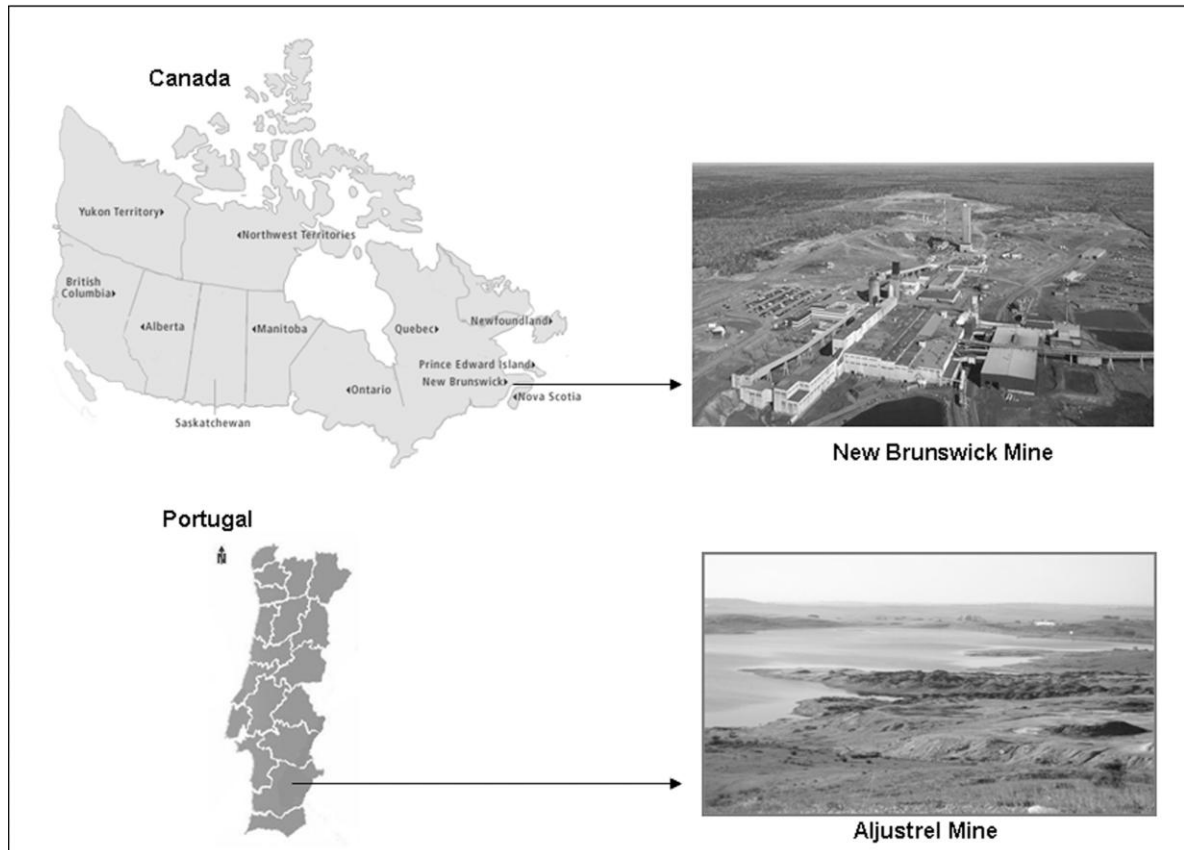 Canada
Yukon Territory
Northwest Territories
British
Columbia
Alberta
Manitoba
Quebec
Newfoundland
Prince Edward Island
New Brunswick
Ontario
Nova Scotia
Saskatchewan
New Brunswick Mine
Portugal
N
Aljustrel Mine